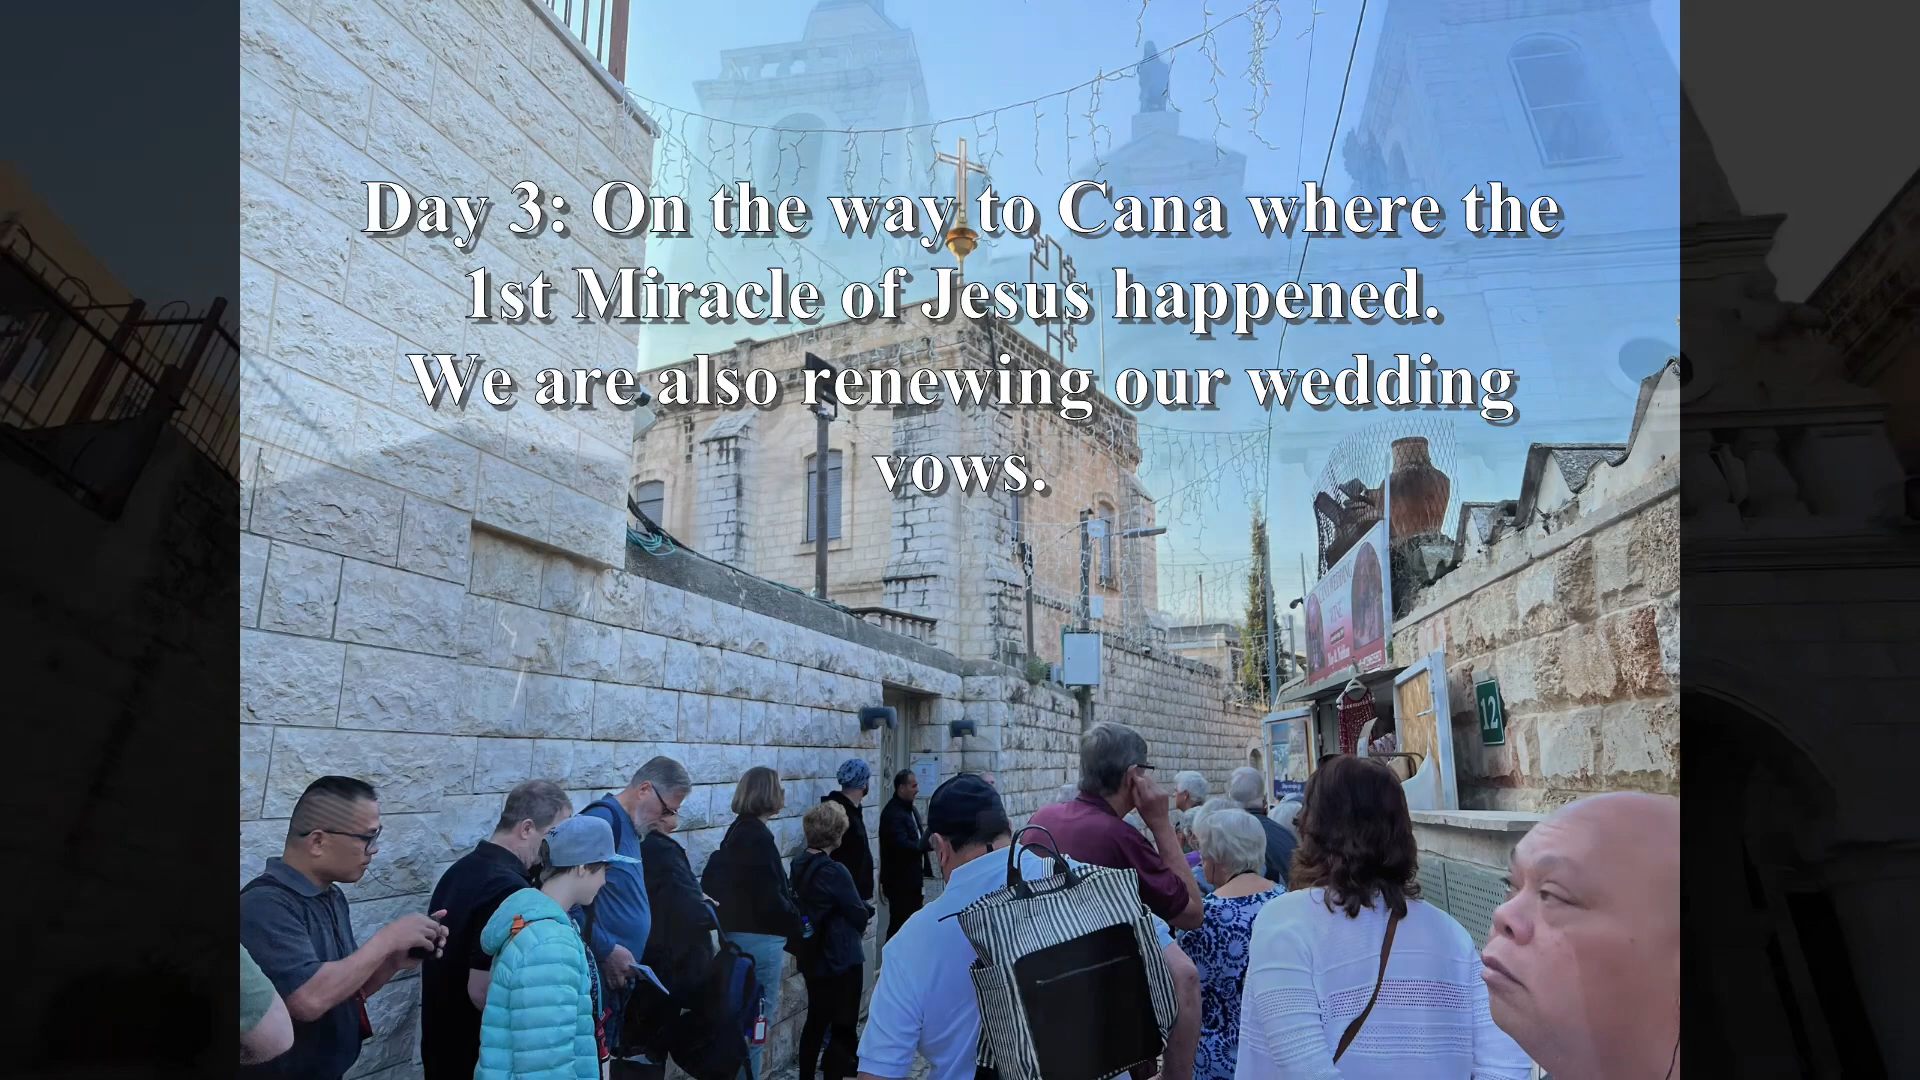 Day 3: On the way to Cana where the
1st Miracle of Jesus happened.
We are also renewing our wedding
vows.
WINE
12